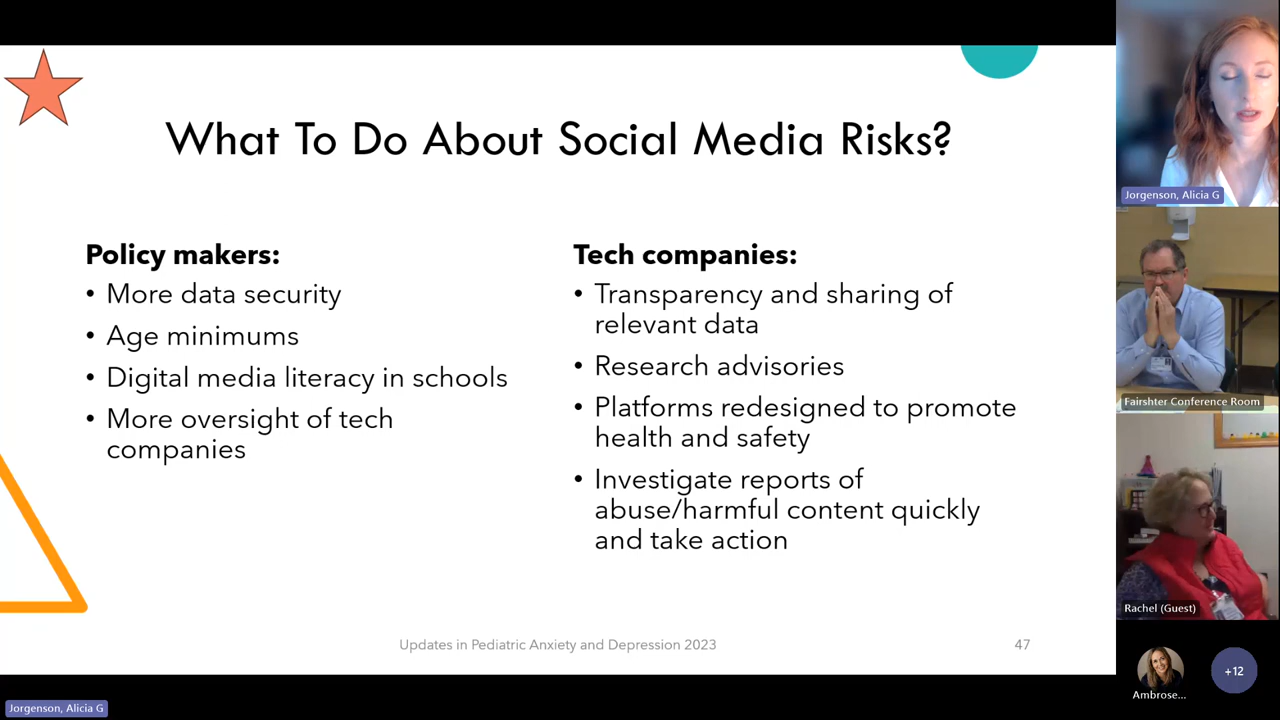 What To Do About Social Media Risks?
Policy makers:
• More data security
• Age minimums
• Digital media literacy in schools
• More oversight of tech
companies
Tech companies:
• Transparency and sharing of
relevant data
• Research advisories
• Platforms redesigned to promote
health and safety
• Investigate reports of
abuse/harmful content quickly
and take action
Updates in Pediatric Anxiety and Depression 2023
47
Jorgenson, Alicia G
Fairshter Conference Room
Rachel (Guest)
Ambrose...
+12
Jorgenson, Alicia G